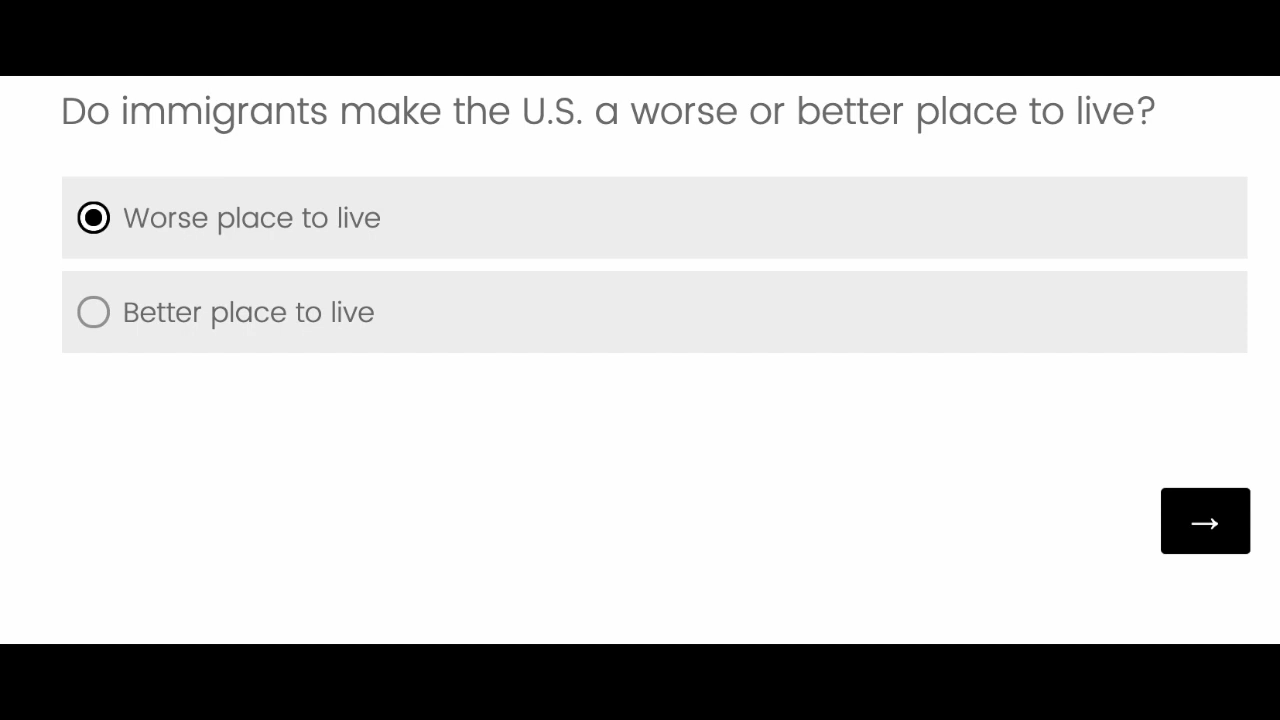 Do immigrants make the U.S. a worse or better place to live?
Worse place to live
Better place to live
→